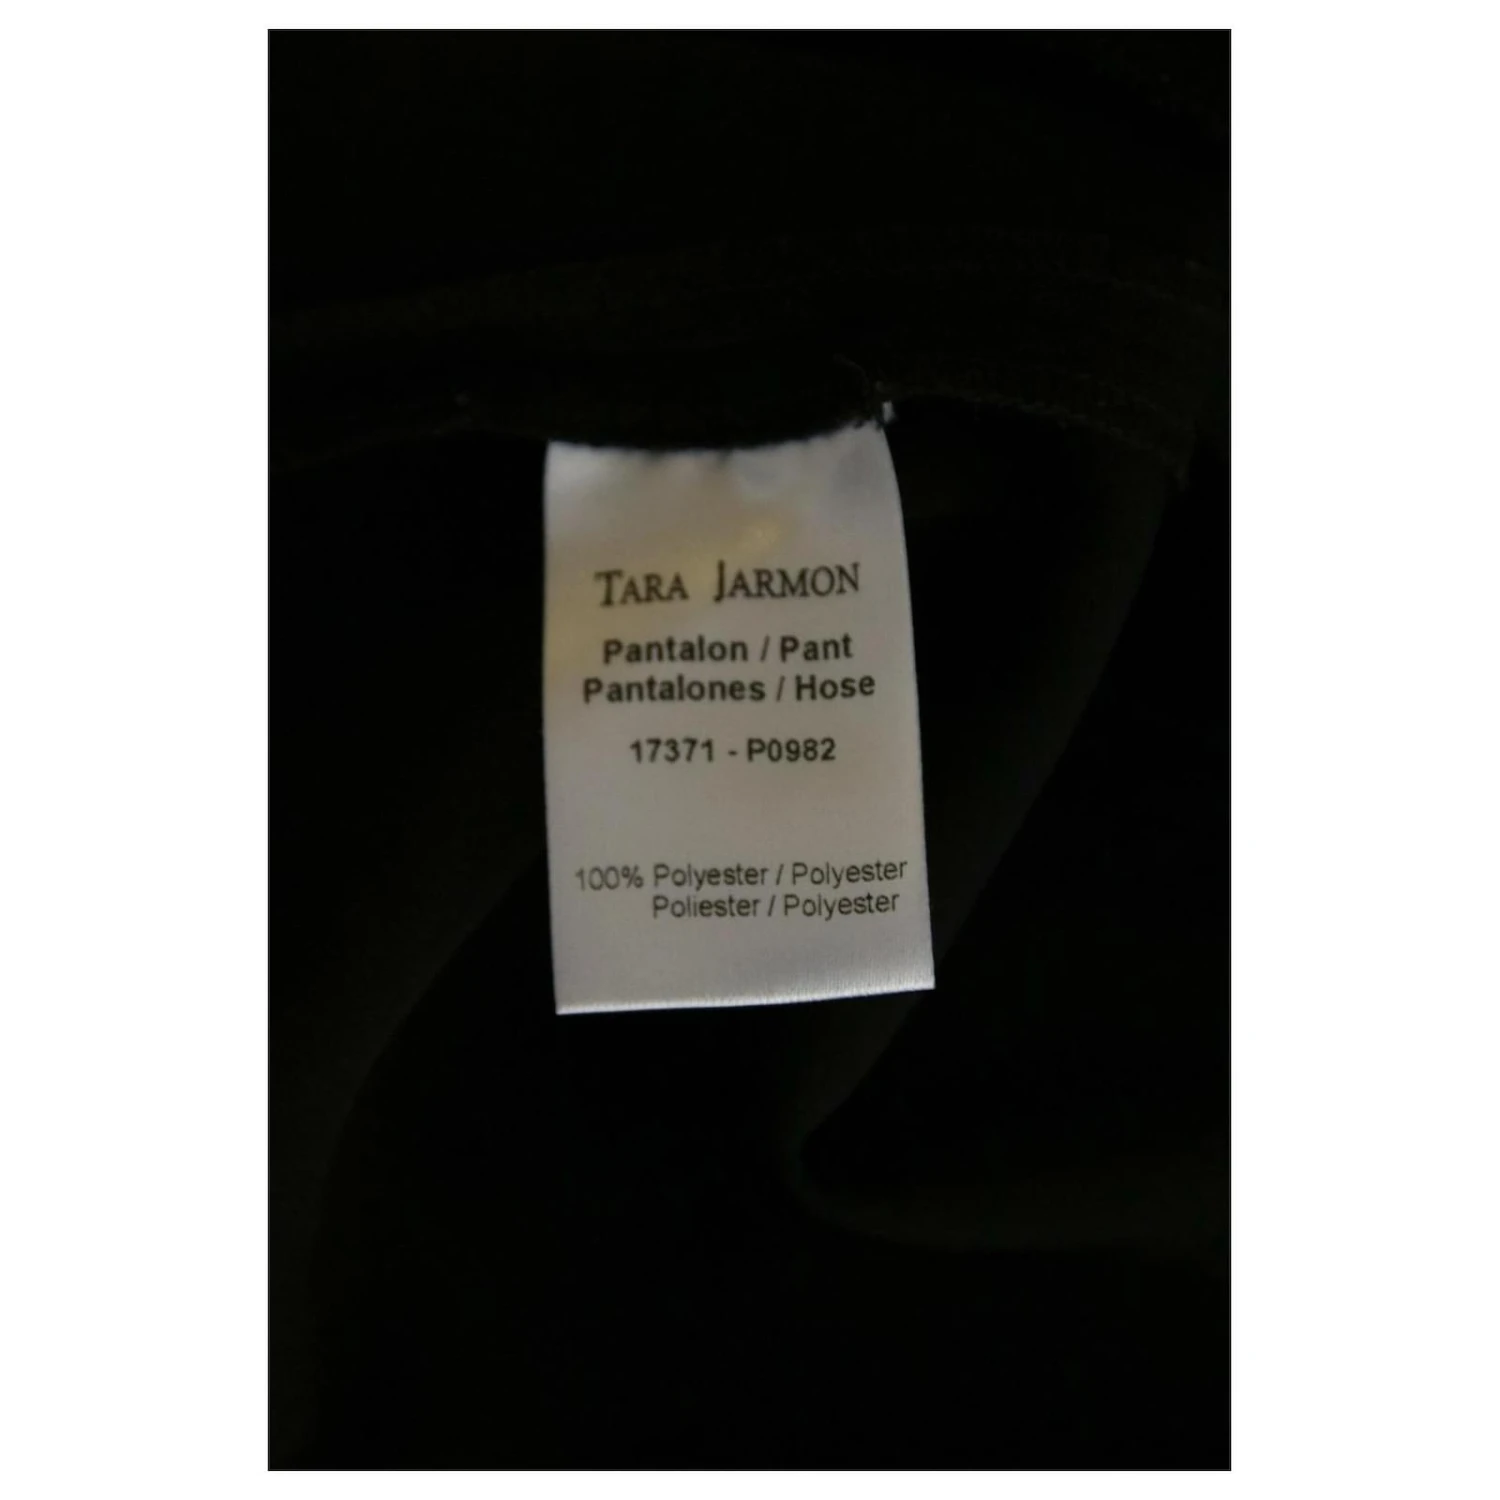 TARA JARMON
Pantalon / Pant
Pantalones / Hose
17371 - P0982
100% Polyester / Polyester
Poliester / Polyester